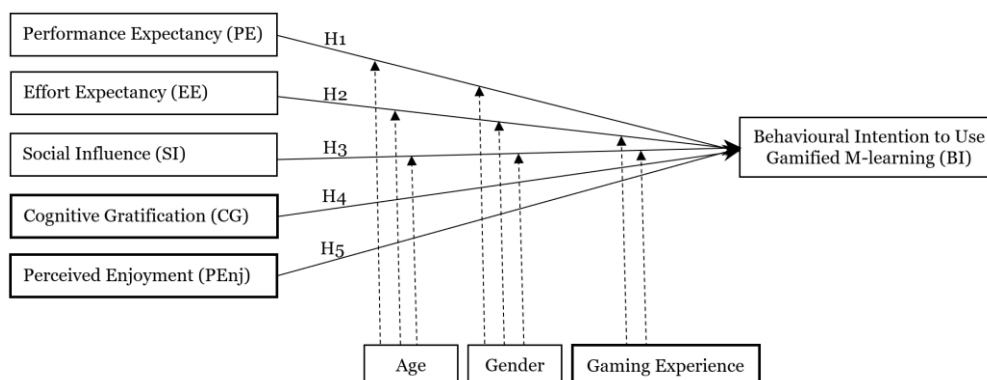 Performance Expectancy (PE)
H1
Effort Expectancy (EE)
H2
Social Influence (SI)
H3
Behavioural Intention to Use
Gamified M-learning (BI)
Cognitive Gratification (CG)
H4
Perceived Enjoyment (PEnj)
H5
Age
Gender
Gaming Experience